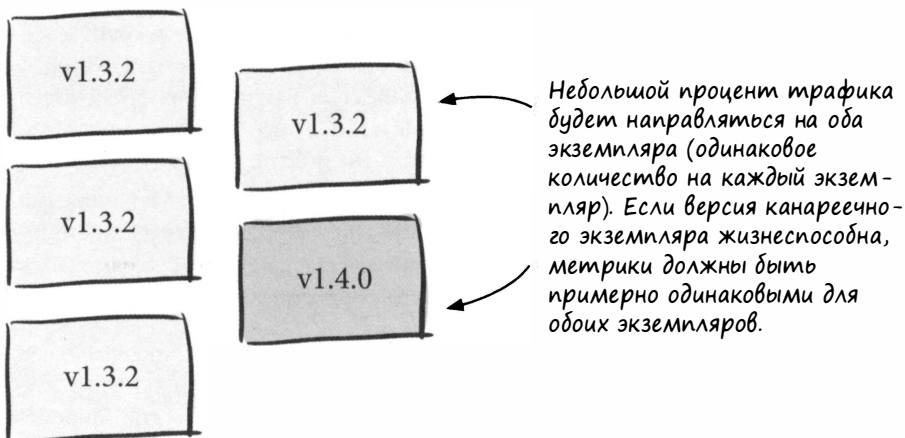 v1.3.2
v1.3.2
v1.3.2
v1.3.2
v1.4.0
Небольшой процент трафика
будет направляться на оба
экземпляра (одинаковое
количество на каждый экзем-
пляр). Если версия канареечно-
го экземпляра жизнеспособна,
метрики должны быть
примерно одинаковыми для
обоих экземпляров.